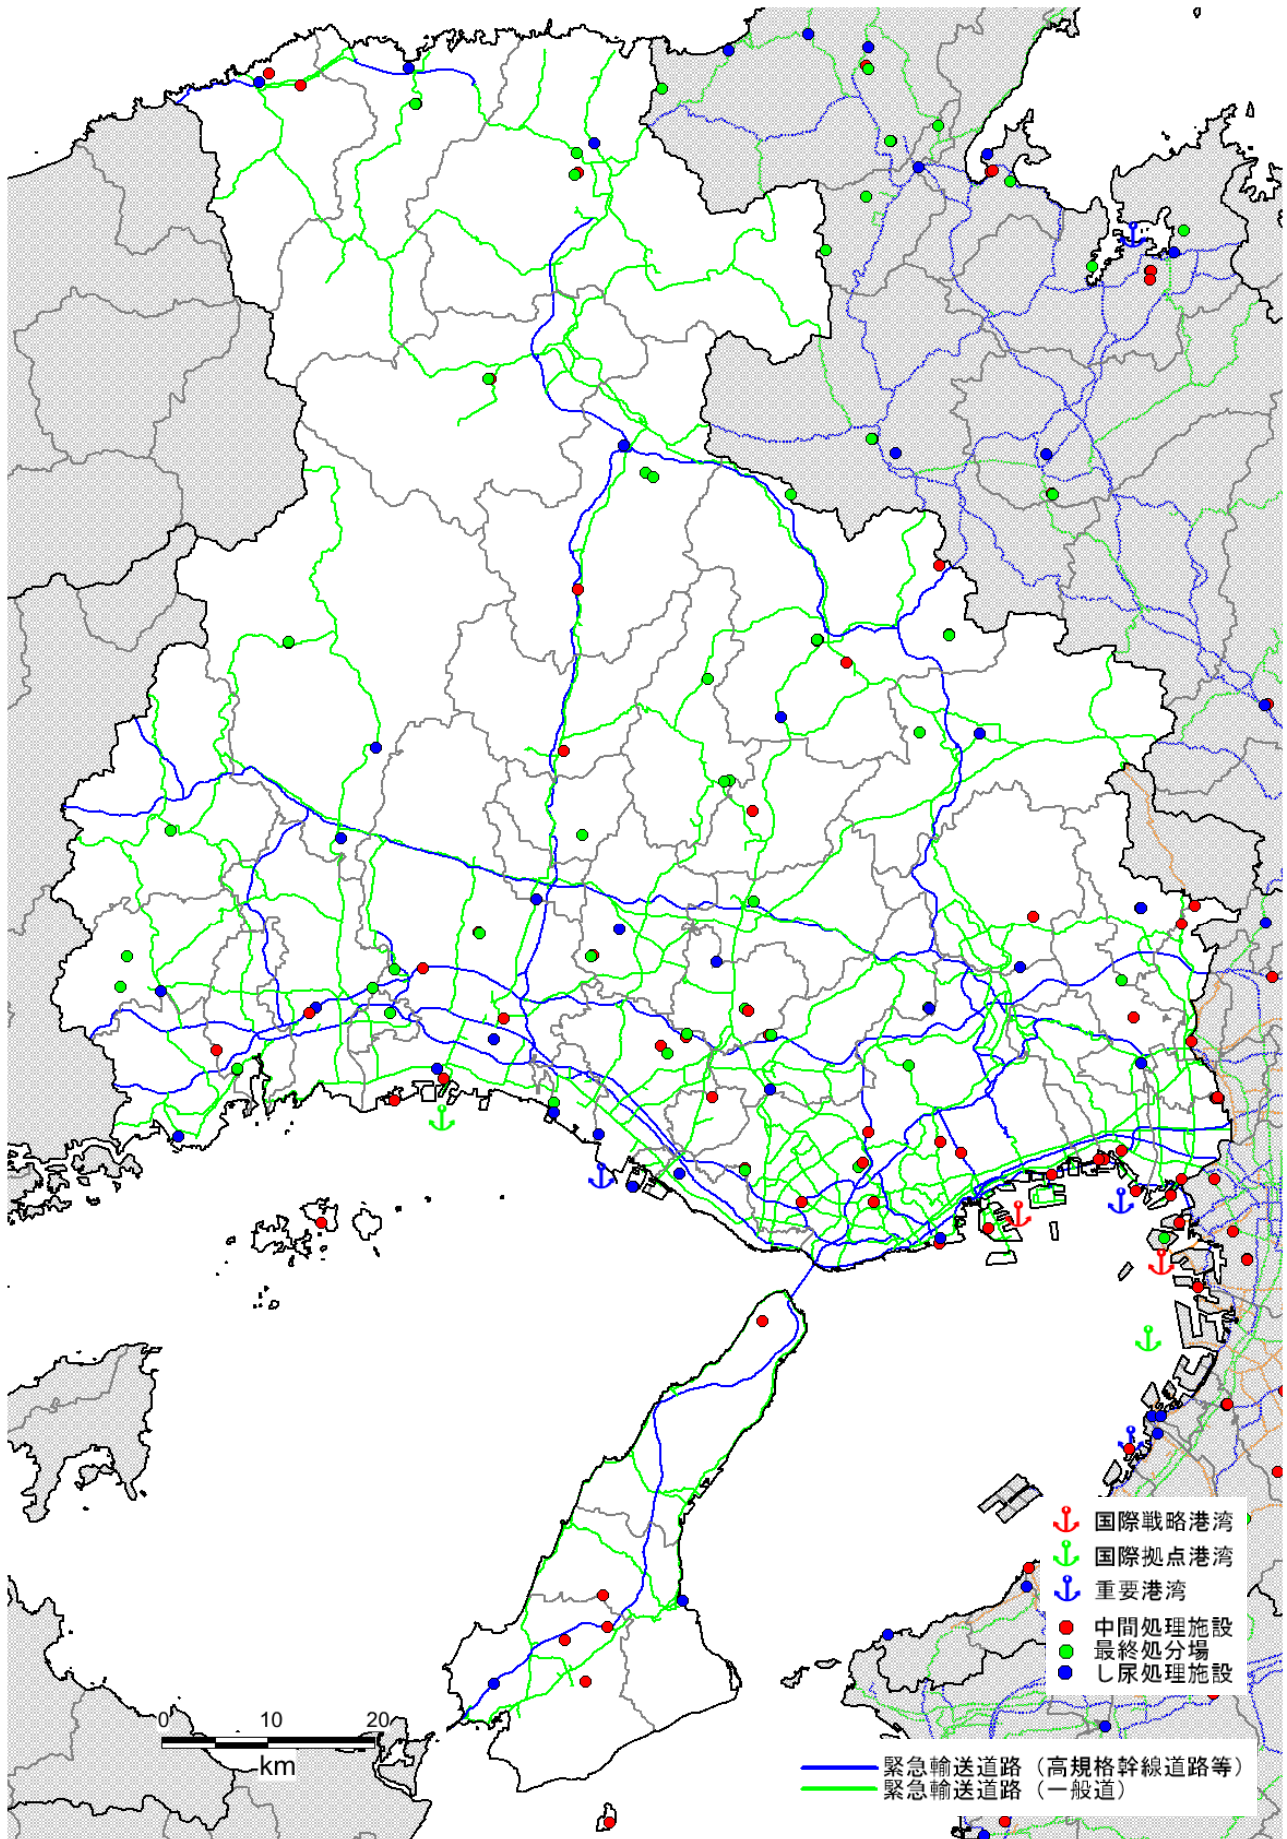 国際戦略港湾
国際拠点港湾
重要港湾
中間処理施設
最終処分場
し尿処理施設
0 10 20
km
緊急輸送道路（高規格幹線道路等）
緊急輸送道路（一般道）